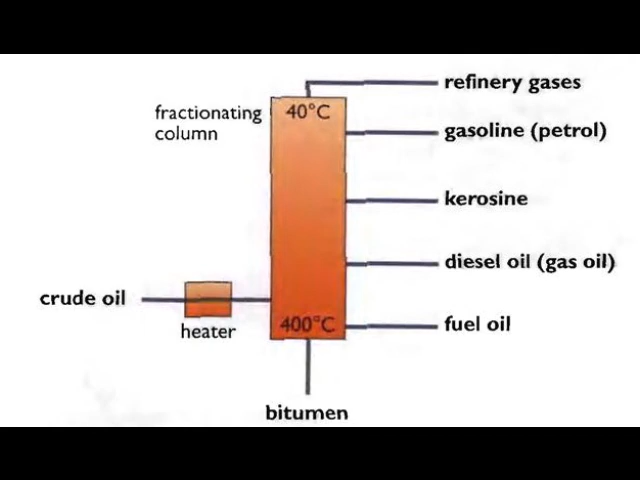 refinery gases
fractionating
column
40°C
gasoline (petrol)
kerosine
diesel oil (gas oil)
crude oil
heater
400°C
fuel oil
bitumen